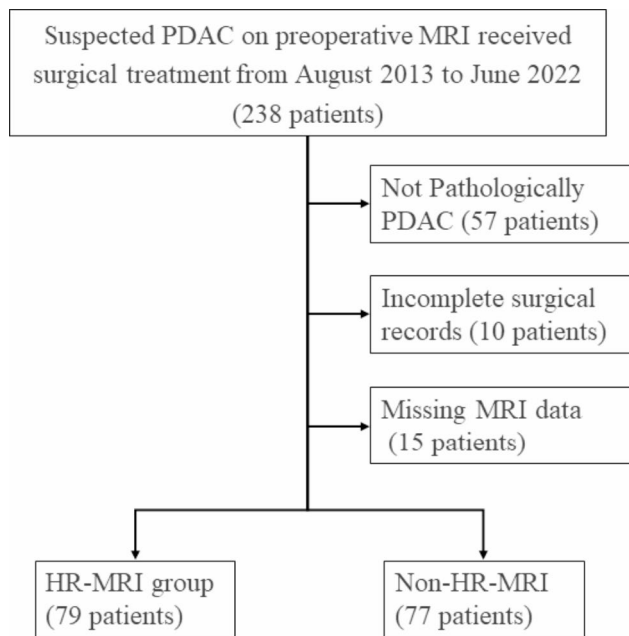 Suspected PDAC on preoperative MRI received
surgical treatment from August 2013 to June 2022
(238 patients)
Not Pathologically
PDAC (57 patients)
Incomplete surgical
records (10 patients)
Missing MRI data
(15 patients)
HR-MRI group
(79 patients)
Non-HR-MRI
(77 patients)